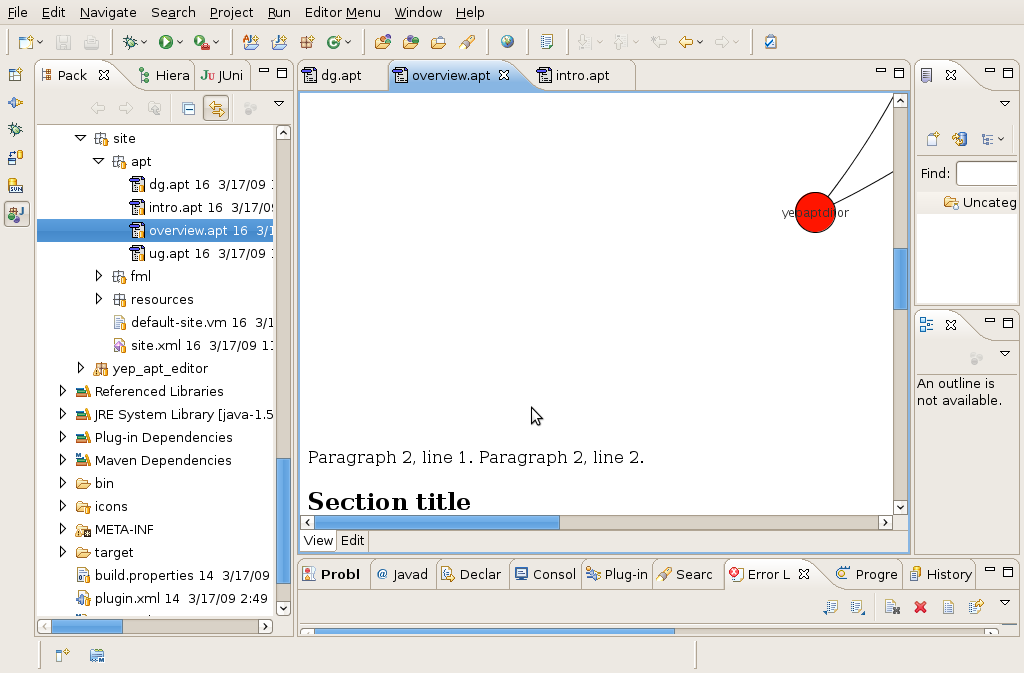 File Edit Navigate Search Project Run Editor Menu Window Help
Pack Hiera JUni
dg.apt overview.apt intro.apt
site
apt
dg.apt 16 3/17/09
intro.apt 16 3/17/09
overview.apt 16 3/1
ug.apt 16 3/17/09
fml
resources
default-site.vm 16 3/1
site.xml 16 3/17/09 11
yep_apt_editor
Referenced Libraries
JRE System Library [java-1.5
Plug-in Dependencies
Maven Dependencies
bin
icons
META-INF
target
build.properties 14 3/17/09
plugin.xml 14 3/17/09 2:49
Paragraph 2, line 1. Paragraph 2, line 2.
Section title
View Edit
Find:
Uncateg
An outline is
not available.
Probl Javad Declar Consol Plug-in Searc Error L Progre History